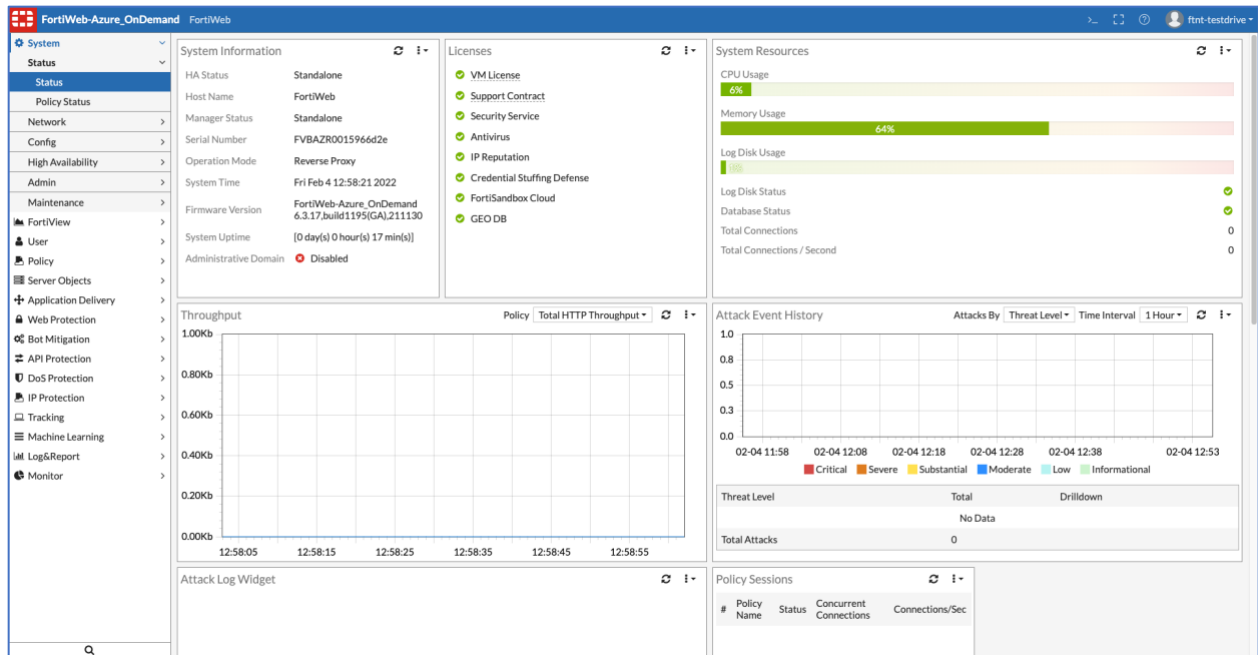 FortiWeb-Azure_OnDemand FortiWeb
>_ ftnt-testdrive
System
Status
Status
Policy Status
Network
Config
High Availability
Admin
Maintenance
FortiView
User
Policy
Server Objects
Application Delivery
Web Protection
Bot Mitigation
API Protection
DoS Protection
IP Protection
Tracking
Machine Learning
Log&Report
Monitor
System Information
HA Status Standalone
Host Name FortiWeb
Manager Status Standalone
Serial Number FVBAZR0015966d2e
Operation Mode Reverse Proxy
System Time Fri Feb 4 12:58:21 2022
Firmware Version FortiWeb-Azure_OnDemand
6.3.17,build1195(GA),211130
System Uptime [0 day(s) 0 hour(s) 17 min(s)]
Administrative Domain Disabled
Licenses
VM License
Support Contract
Security Service
Antivirus
IP Reputation
Credential Stuffing Defense
FortiSandbox Cloud
GEO DB
System Resources
CPU Usage
6%
Memory Usage
64%
Log Disk Usage
Log Disk Status
Database Status
Total Connections 0
Total Connections / Second 0
Throughput Policy Total HTTP Throughput
1.00Kb
0.80Kb
0.60Kb
0.40Kb
0.20Kb
0.00Kb
12:58:05 12:58:15 12:58:25 12:58:35 12:58:45 12:58:55
Attack Event History Attacks By Threat Level Time Interval 1 Hour
1.0
0.8
0.5
0.3
0.0
02-04 11:58 02-04 12:08 02-04 12:18 02-04 12:28 02-04 12:38 02-04 12:53
Critical Severe Substantial Moderate Low Informational
Threat Level Total Drilldown
No Data
Total Attacks 0
Attack Log Widget
Policy Sessions
# Policy Name Status Concurrent Connections Connections/Sec